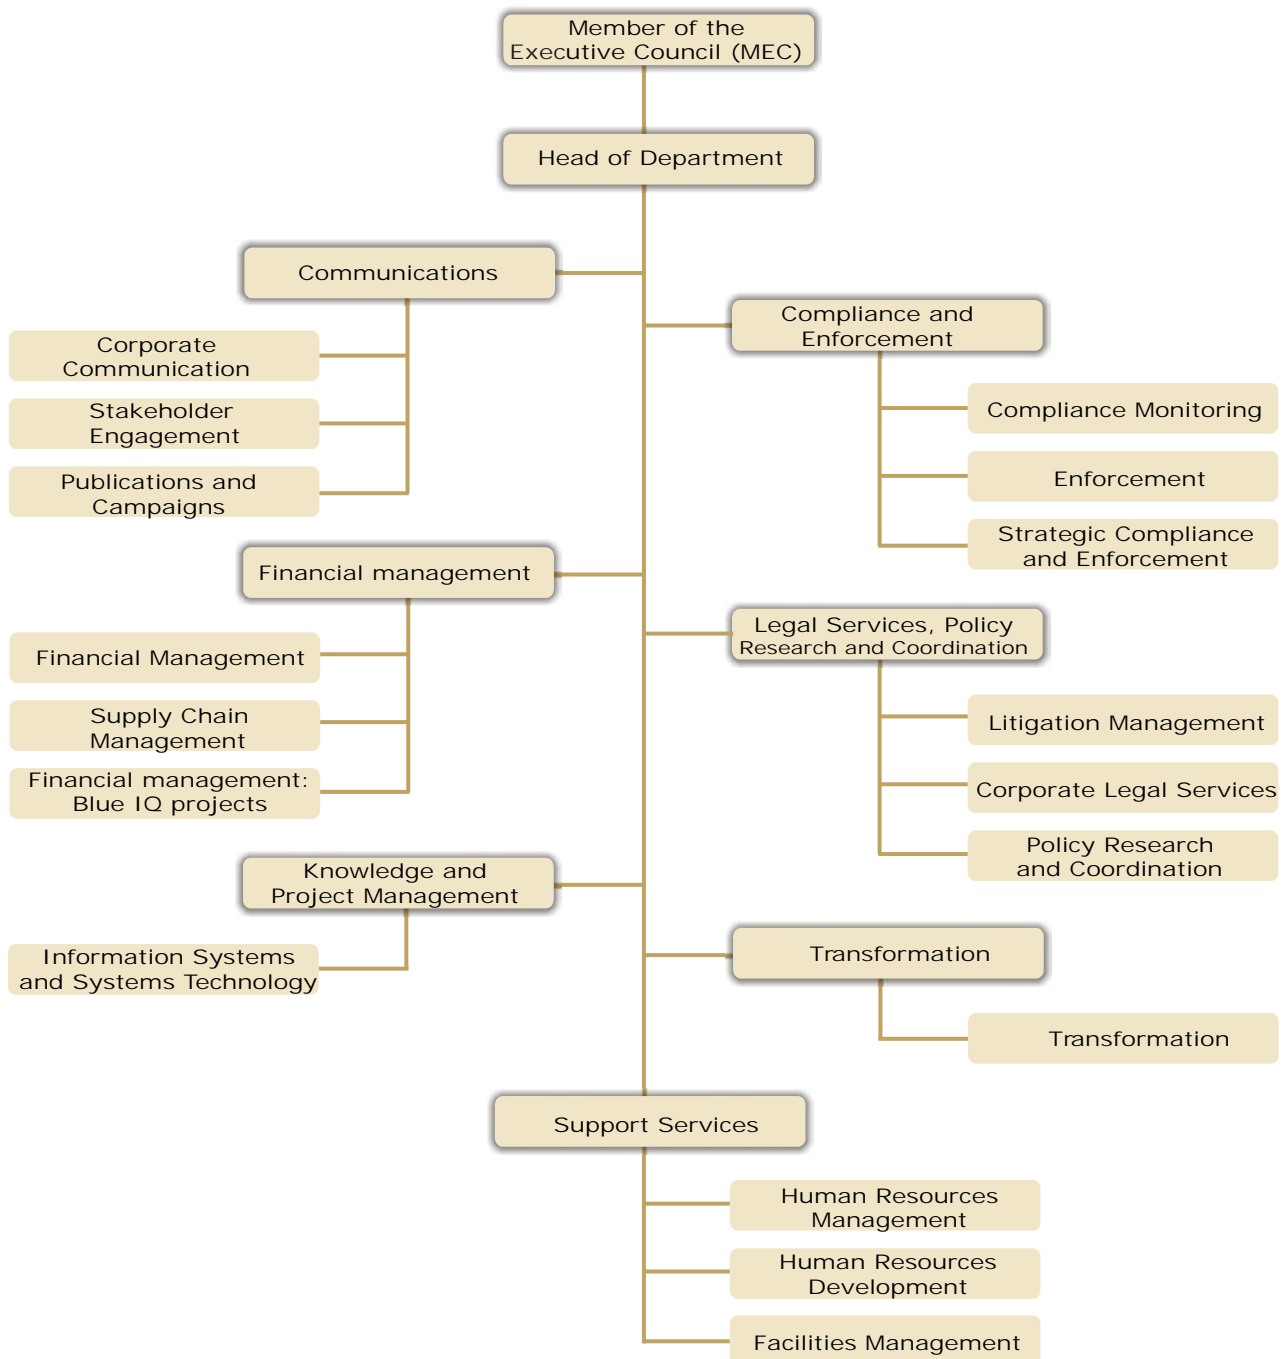 Member of the
Executive Council (MEC)
Head of Department
Communications
Corporate
Communication
Stakeholder
Engagement
Publications and
Campaigns
Compliance and
Enforcement
Compliance Monitoring
Enforcement
Strategic Compliance
and Enforcement
Financial management
Financial Management
Supply Chain
Management
Financial management:
Blue IQ projects
Legal Services, Policy
Research and Coordination
Litigation Management
Corporate Legal Services
Policy Research
and Coordination
Knowledge and
Project Management
Information Systems
and Systems Technology
Transformation
Transformation
Support Services
Human Resources
Management
Human Resources
Development
Facilities Management